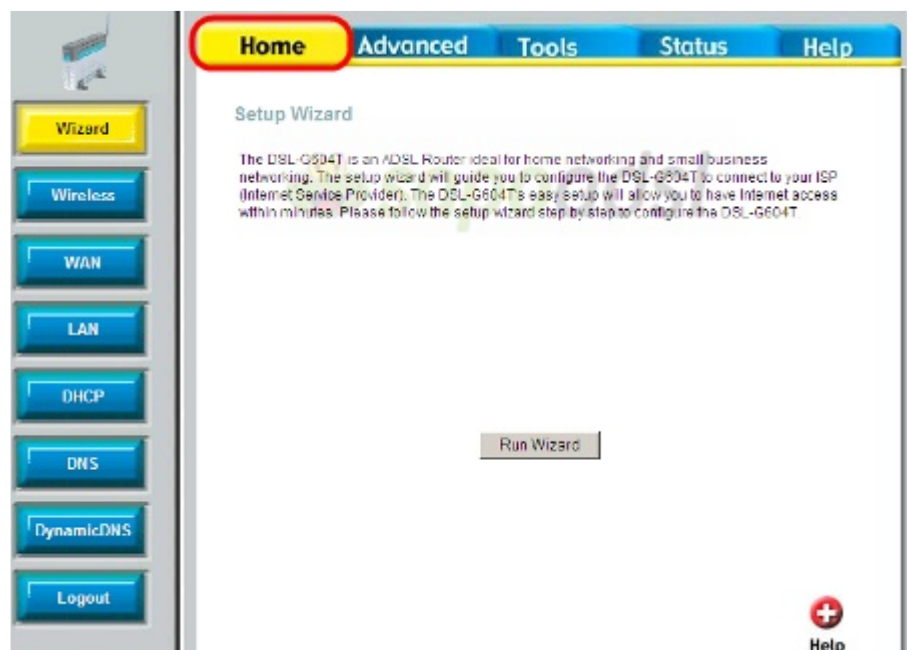 Home
Advanced
Tools
Status
Help
Wizard
Wireless
WAN
LAN
DHCP
DNS
DynamicDNS
Logout
Setup Wizard
The DSL-G604T is an ADSL Router ideal for home networking and small business
networking. The setup wizard will guide you to configure the DSL-G604T to connect to your ISP
(Internet Service Provider). The DSL-G604T's easy setup will allow you to have Internet access
within minutes. Please follow the setup wizard step by step to configure the DSL-G604T.
Run Wizard
Help